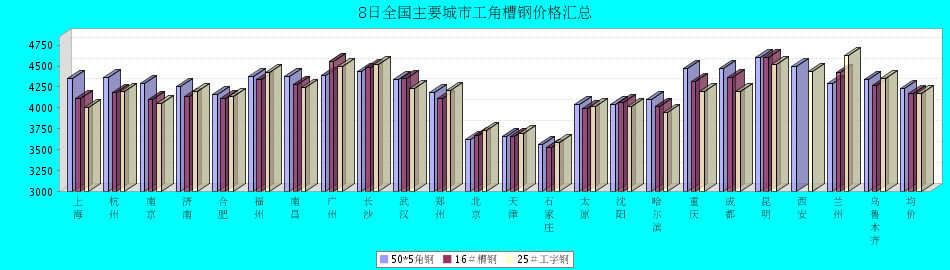 8日全国主要城市工角槽钢价格汇总
4750
4500
4250
4000
3750
3500
3250
3000
上海
杭州
南京
济南
合肥
福州
南昌
广州
长沙
武汉
郑州
北京
天津
石家庄
太原
沈阳
哈尔滨
重庆
成都
昆明
西安
兰州
乌鲁木齐
均价
50*5角钢 16#槽钢 25#工字钢